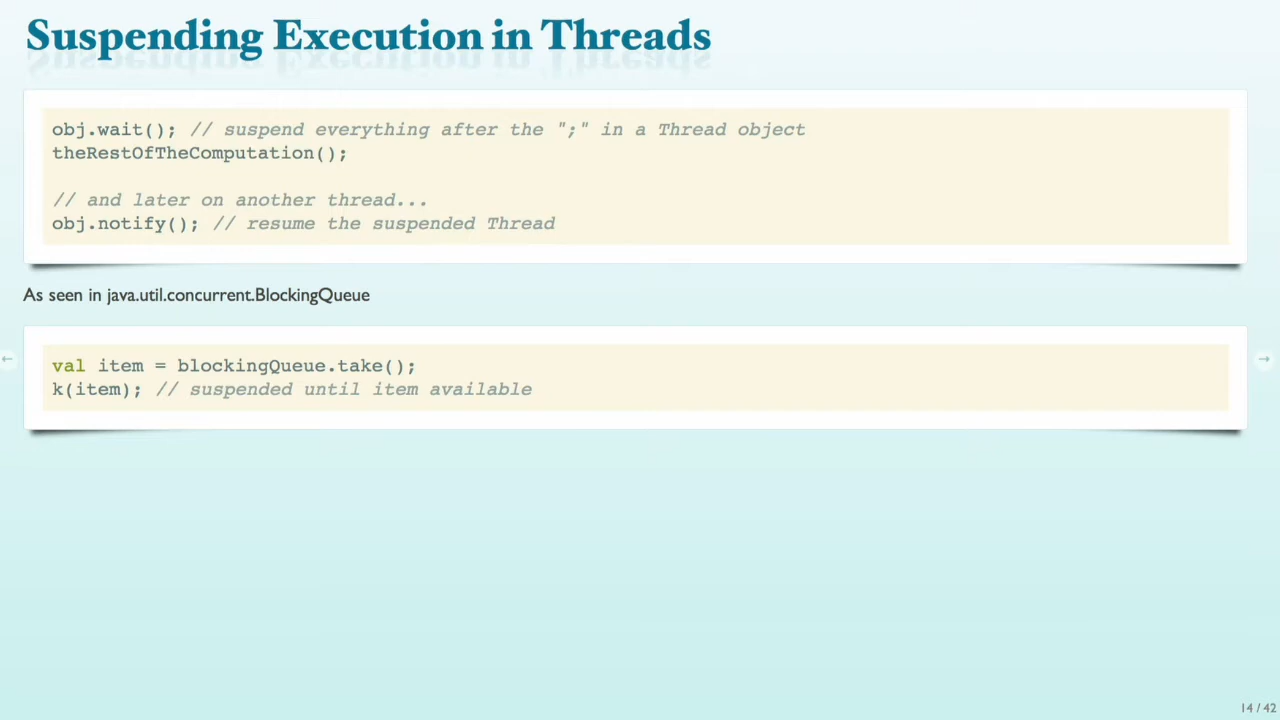 Suspending Execution in Threads
obj.wait(); // suspend everything after the ";" in a Thread object
theRestOfTheComputation();
// and later on another thread...
obj.notify(); // resume the suspended Thread
As seen in java.util.concurrent.BlockingQueue
val item = blockingQueue.take();
k(item); // suspended until item available
←
→
14 / 42